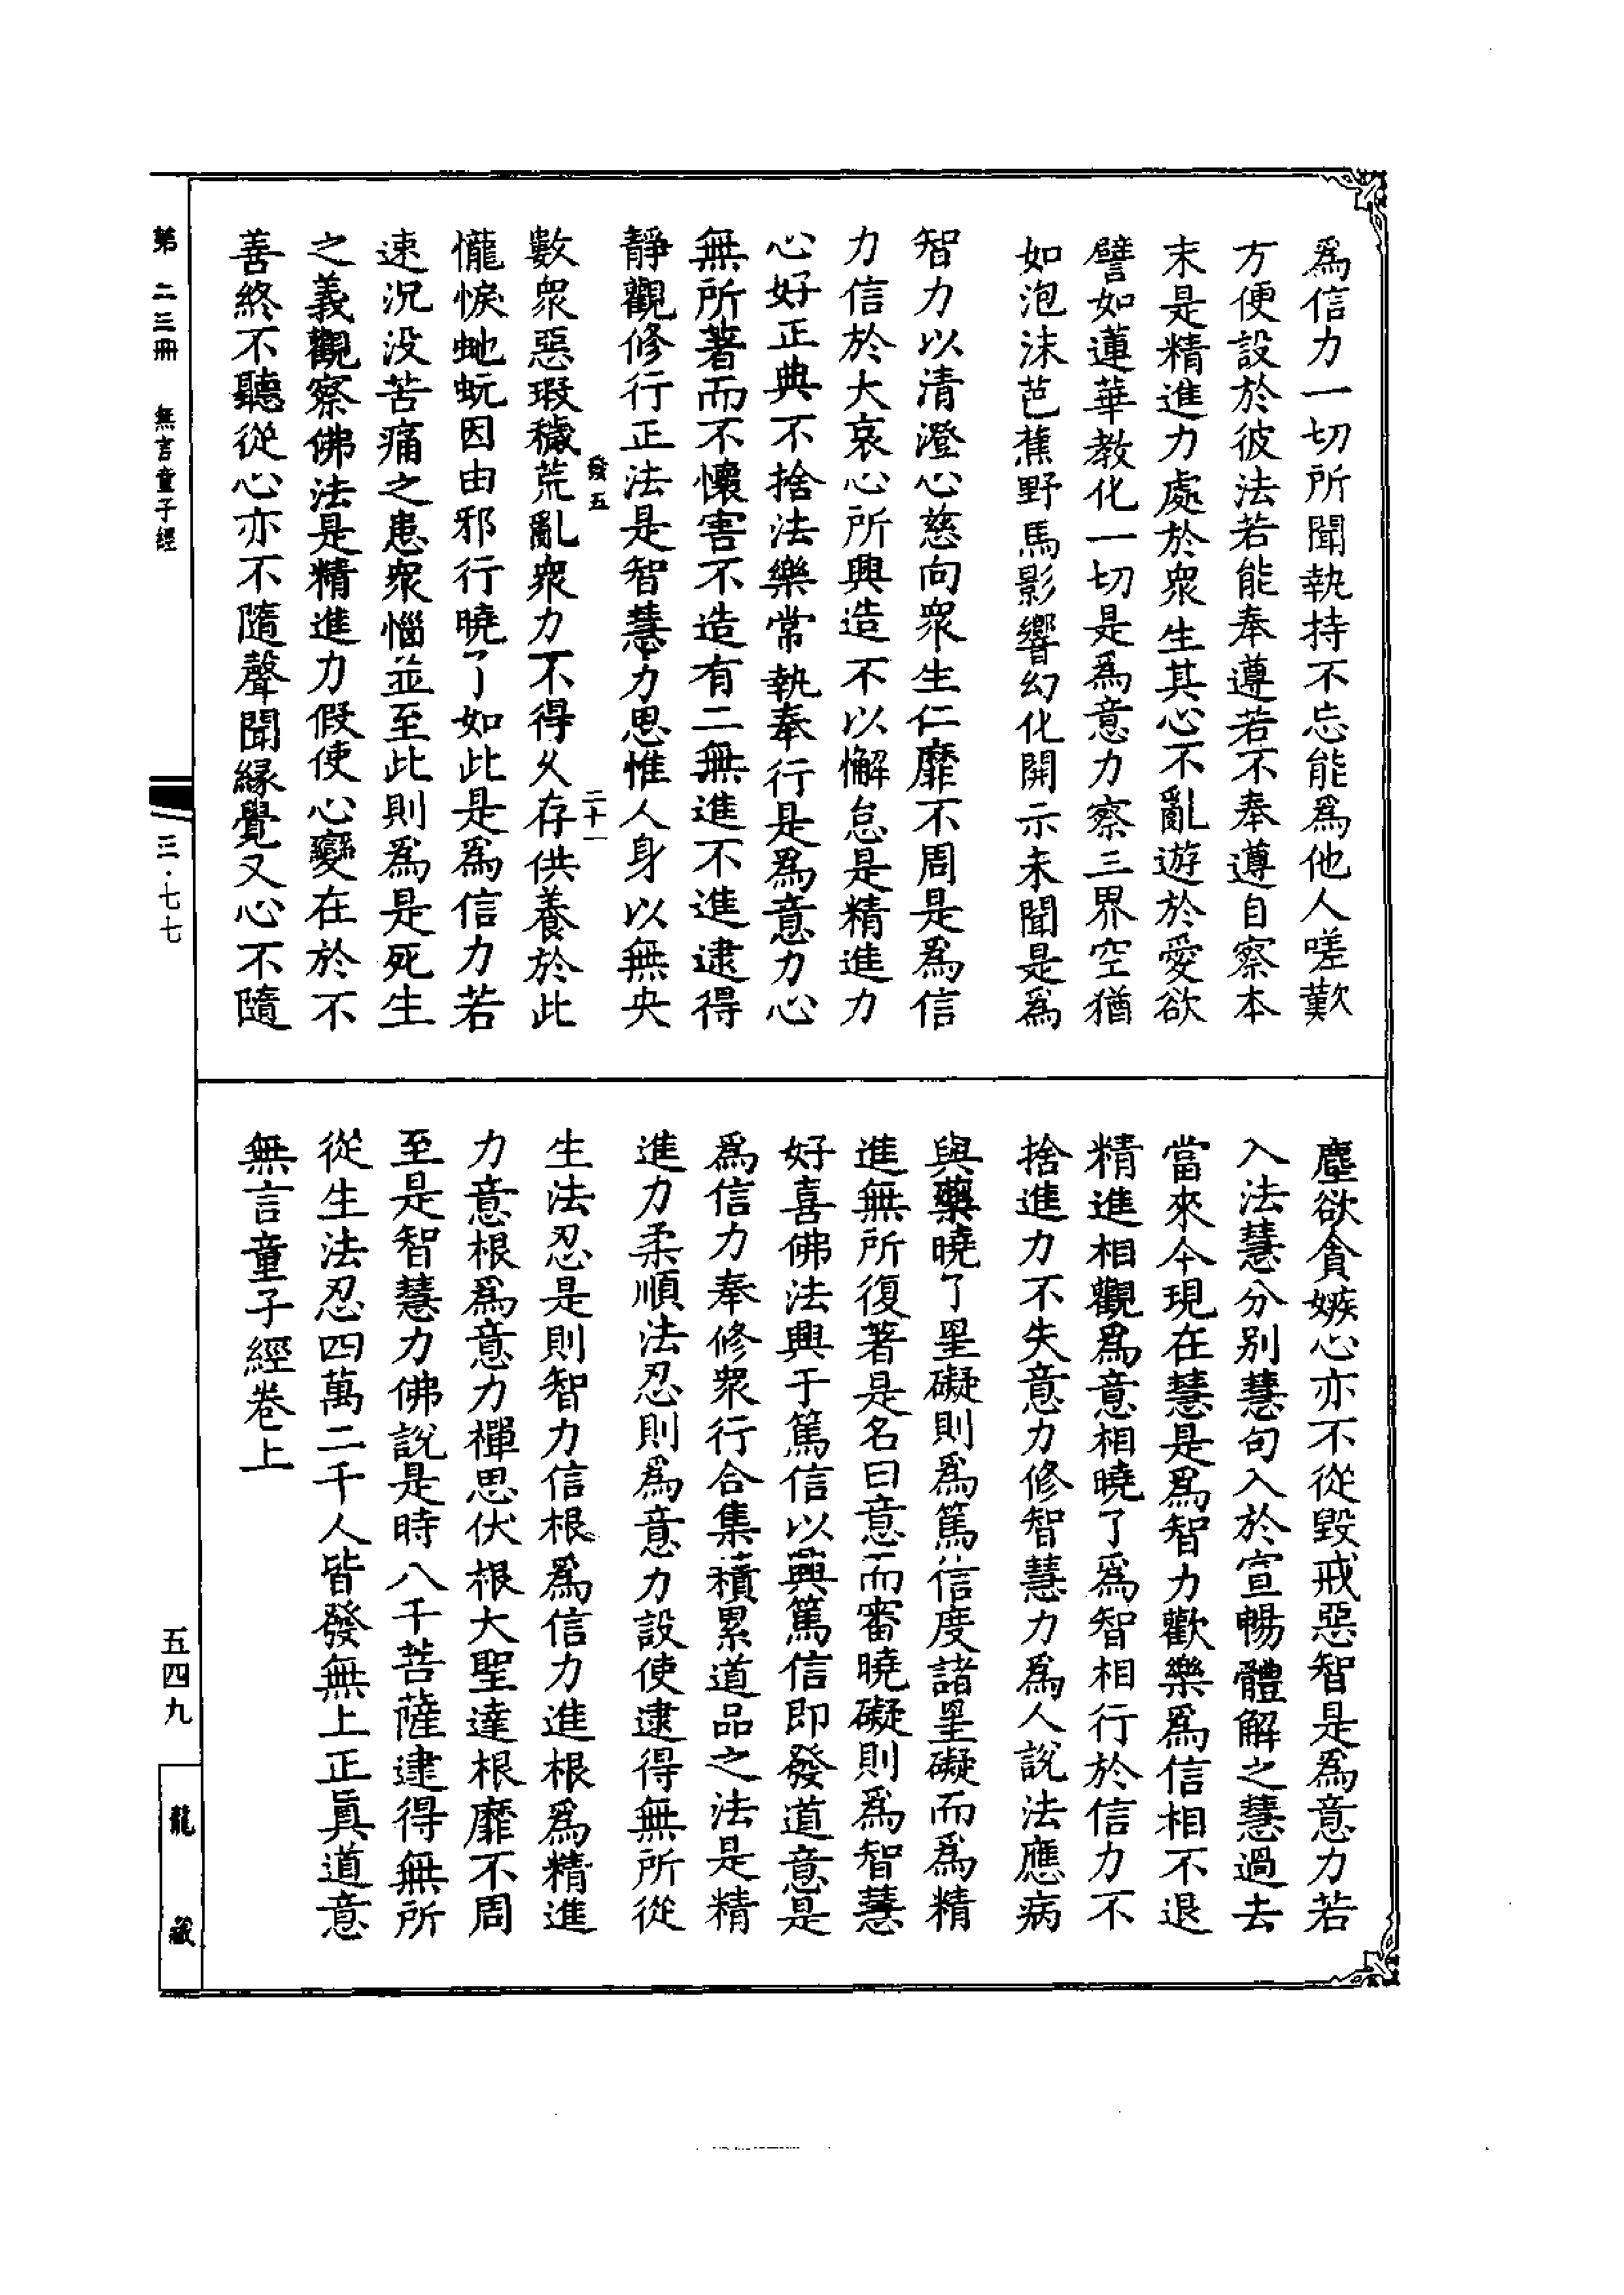 爲信力一切所聞執持不忘能爲他人嗟歎
方便設於彼法若能奉遵若不奉遵自察本
末是精進力處於衆生其心不亂遊於愛欲
譬如蓮華教化一切是爲意力察三界空猶
如泡沫芭蕉野馬影響幻化開示未聞是爲
智力以清澄心慈向衆生仁靡不周是爲信
力信於大哀心所興造不以懈怠是精進力
心好正典不捨法樂常執奉行是爲意力心
無所著而不懷害不造有二無進不進逮得
靜觀修行正法是智慧力思惟人身以無央
發五 二十一
數衆惡瑕穢荒亂衆力不得久存供養於此
㦬悷虵蚖因由邪行曉了如此是爲信力若
速況没苦痛之患衆惱並至此則爲是死生
之義觀察佛法是精進力假使心變在於不
善終不聽從心亦不隨聲聞緣覺又心不隨
塵欲貪嫉心亦不從毀戒惡智是爲意力若
入法慧分别慧句入於宣暢體解之慧過去
當來今現在慧是爲智力歡樂爲信相不退
精進相觀爲意相曉了爲智相行於信力不
捨進力不失意力修智慧力爲人說法應病
與藥曉了罣礙則爲篤信度諸罣礙而爲精
進無所復著是名曰意而審曉礙則爲智慧
好喜佛法興于篤信以興篤信即發道意是
爲信力奉修衆行合集積累道品之法是精
進力柔順法忍則爲意力設使逮得無所從
生法忍是則智力信根爲信力進根爲精進
力意根爲意力禪思伏根大聖達根靡不周
至是智慧力佛說是時八千菩薩逮得無所
從生法忍四萬二千人皆發無上正眞道意
無言童子經卷上
第二三冊 無言童子經
三·七七
五四九
龍藏